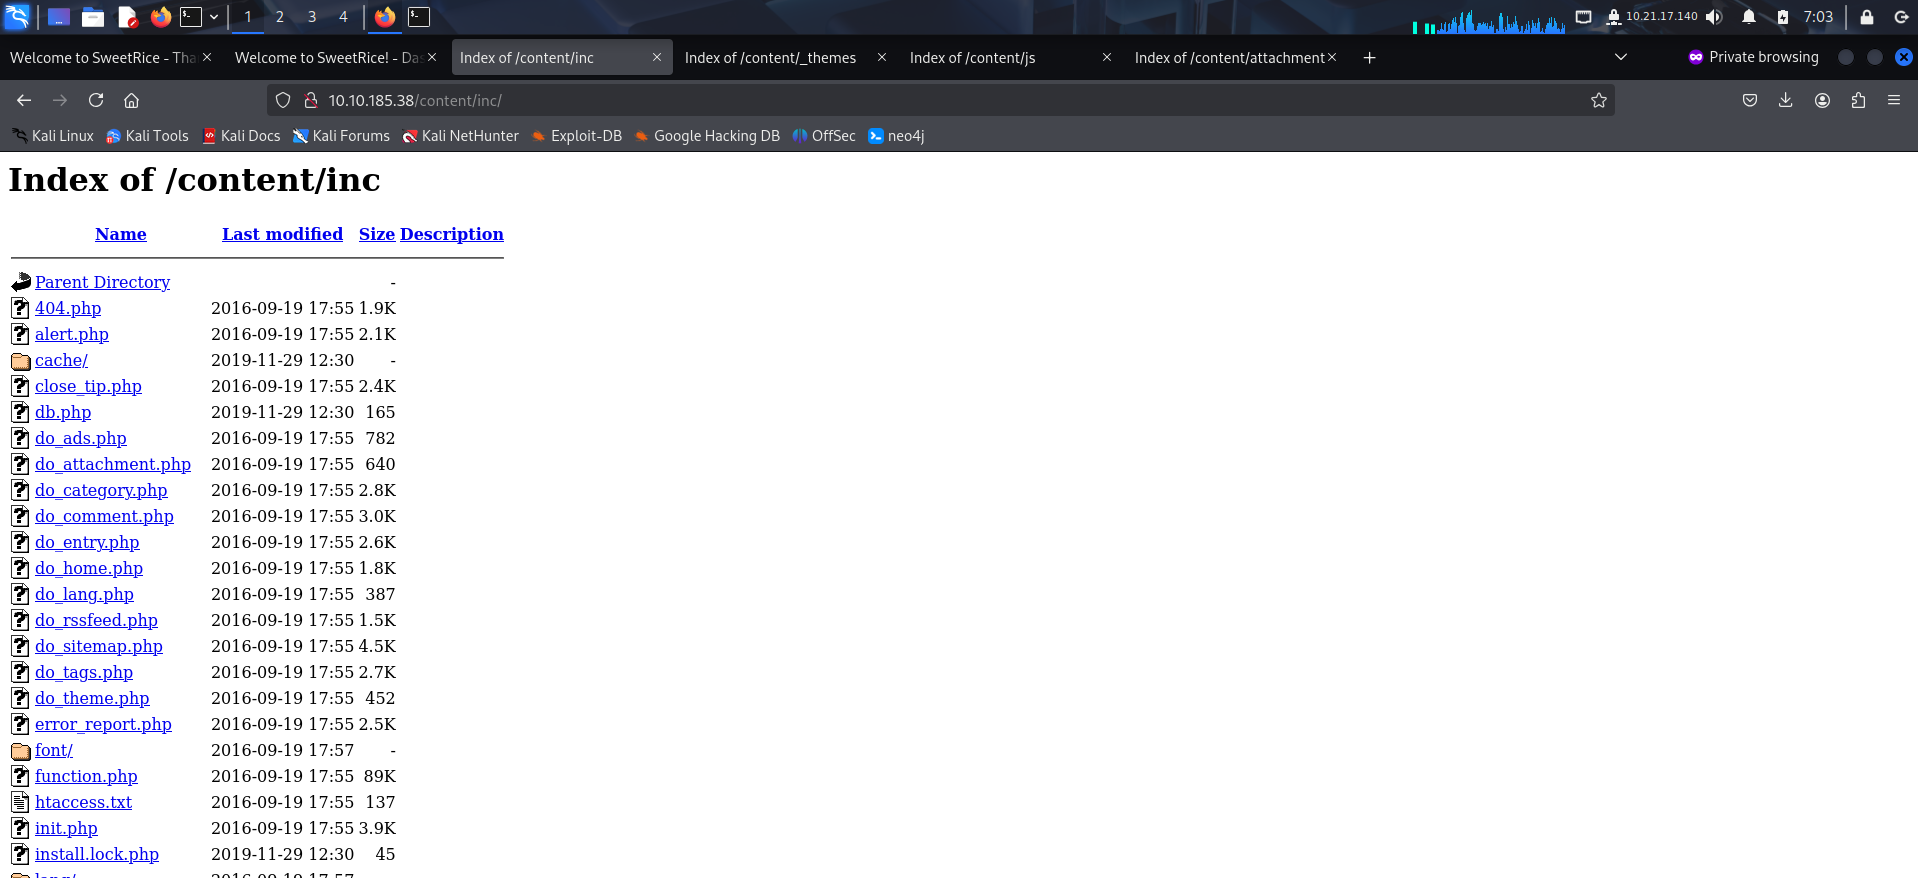 1 2 3 4 10.21.17.140 7:03
Welcome to SweetRice - Tha Welcome to SweetRice! - Das Index of /content/inc Index of /content/_themes Index of /content/js Index of /content/attachment Private browsing
10.10.185.38/content/inc/
Kali Linux Kali Tools Kali Docs Kali Forums Kali NetHunter Exploit-DB Google Hacking DB OffSec neo4j
Index of /content/inc
Name Last modified Size Description
Parent Directory -
404.php 2016-09-19 17:55 1.9K
alert.php 2016-09-19 17:55 2.1K
cache/ 2019-11-29 12:30 -
close_tip.php 2016-09-19 17:55 2.4K
db.php 2019-11-29 12:30 165
do_ads.php 2016-09-19 17:55 782
do_attachment.php 2016-09-19 17:55 640
do_category.php 2016-09-19 17:55 2.8K
do_comment.php 2016-09-19 17:55 3.0K
do_entry.php 2016-09-19 17:55 2.6K
do_home.php 2016-09-19 17:55 1.8K
do_lang.php 2016-09-19 17:55 387
do_rssfeed.php 2016-09-19 17:55 1.5K
do_sitemap.php 2016-09-19 17:55 4.5K
do_tags.php 2016-09-19 17:55 2.7K
do_theme.php 2016-09-19 17:55 452
error_report.php 2016-09-19 17:55 2.5K
font/ 2016-09-19 17:57 -
function.php 2016-09-19 17:55 89K
htaccess.txt 2016-09-19 17:55 137
init.php 2016-09-19 17:55 3.9K
install.lock.php 2019-11-29 12:30 45